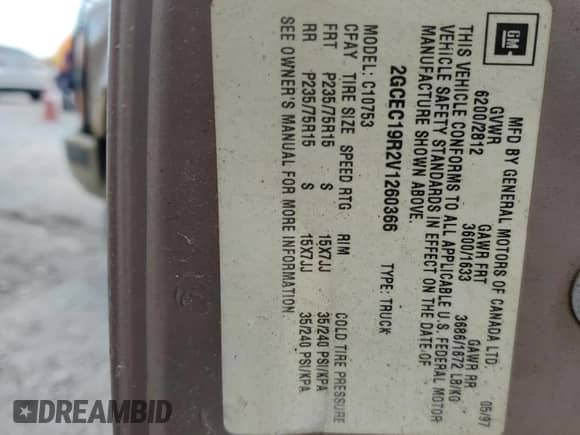 GM
MFD BY GENERAL MOTORS OF CANADA LTD.
05/97
GVWR GAWR FRT GAWR RR
6200/2812 3600/1633 3686/1672 LB/KG
THIS VEHICLE CONFORMS TO ALL APPLICABLE U.S. FEDERAL MOTOR
VEHICLE SAFETY STANDARDS IN EFFECT ON THE DATE OF
MANUFACTURE SHOWN ABOVE.
2GCEC19R2V1260366 TYPE: TRUCK
MODEL: C10753
CFAY TIRE SIZE SPEED RTG RIM COLD TIRE PRESSURE
FRT P235/75R15 S 15X7JJ 35/240 PSI/KPA
RR P235/75R15 S 15X7JJ 35/240 PSI/KPA
SEE OWNER'S MANUAL FOR MORE INFORMATION.
DREAMBID